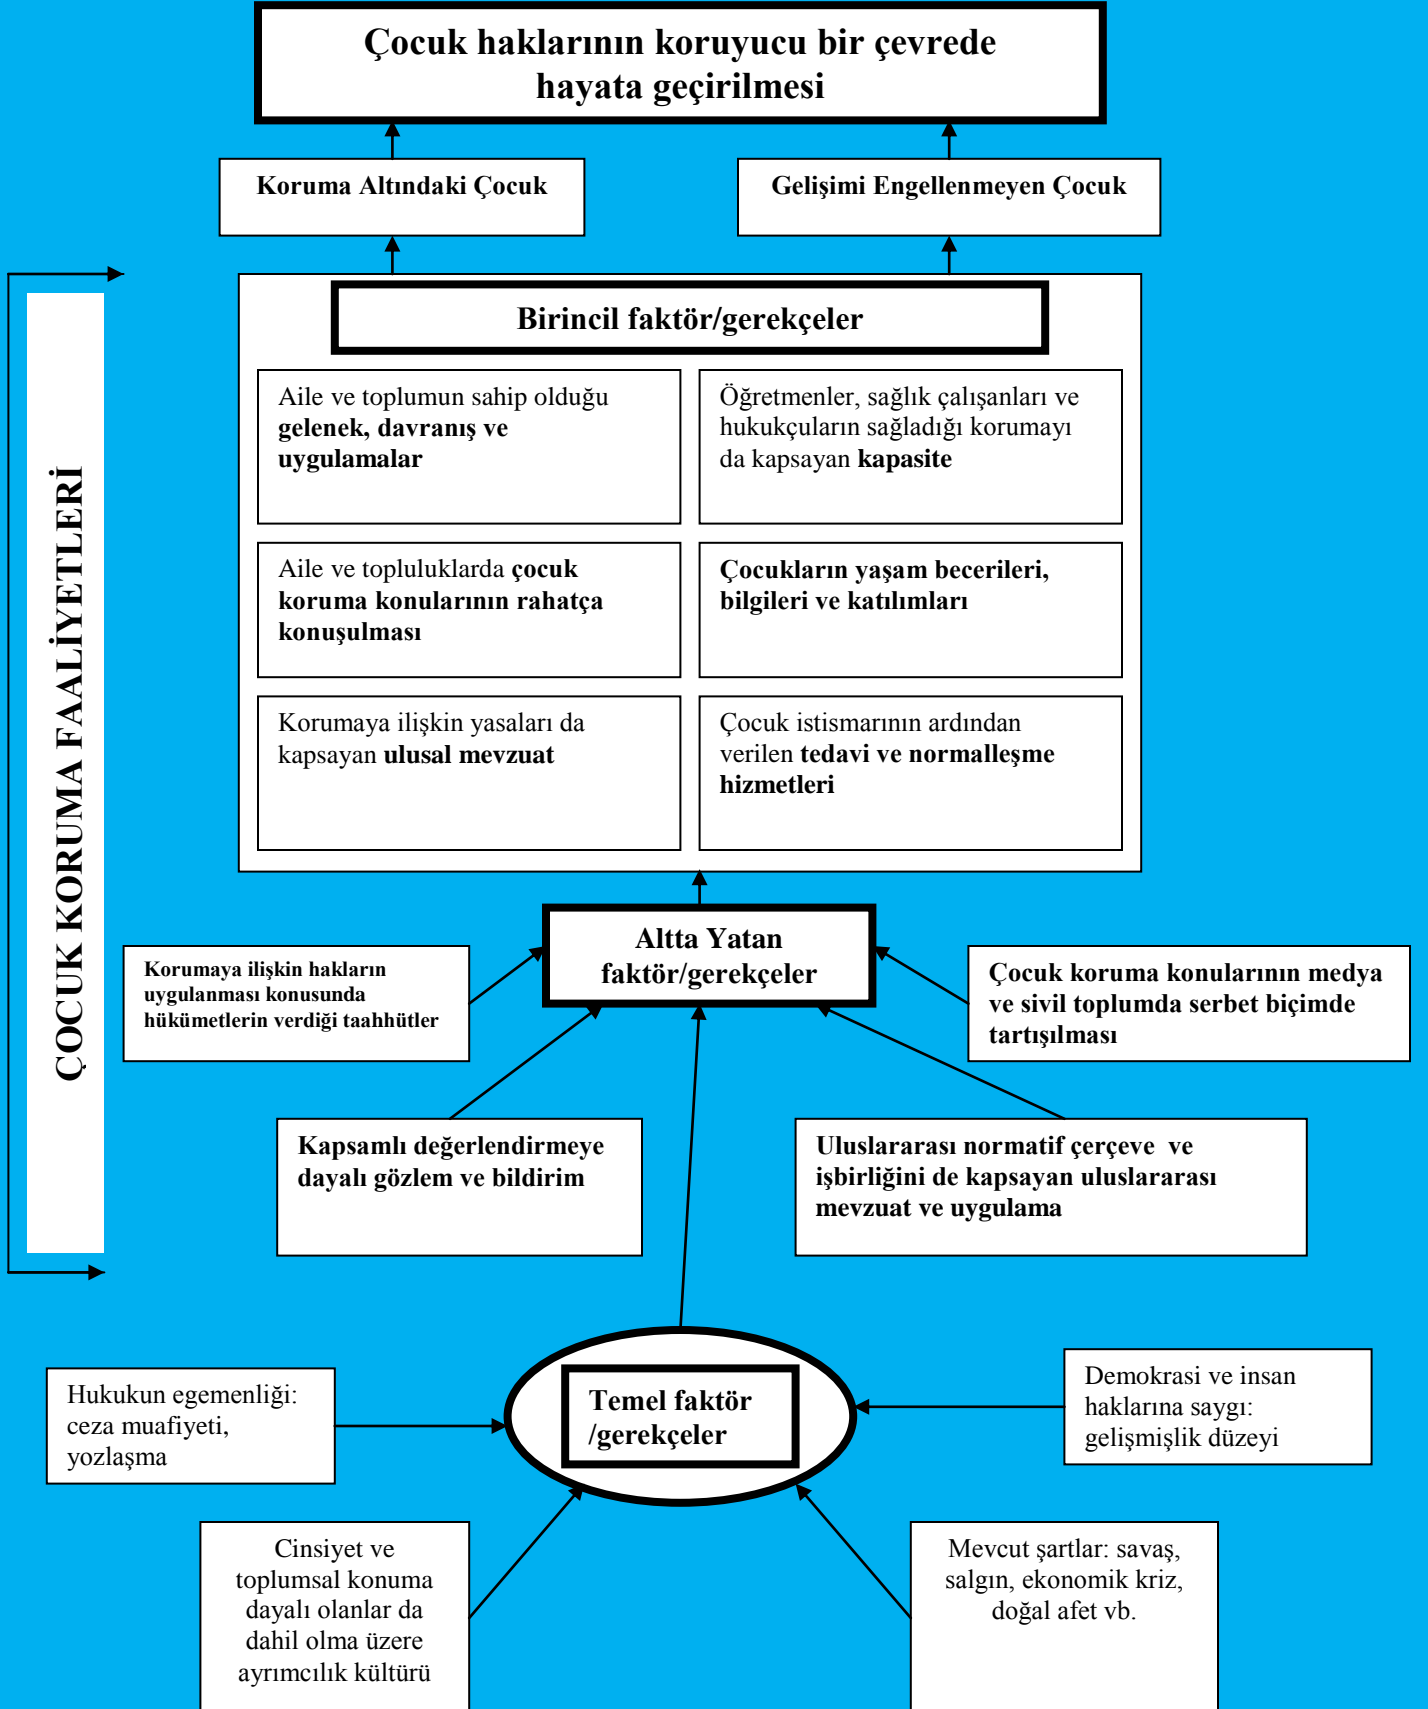 Çocuk haklarının koruyucu bir çevrede
hayata geçirilmesi
Koruma Altındaki Çocuk
Gelişimi Engellenmeyen Çocuk
ÇOCUK KORUMA FAALİYETLERİ
Birincil faktör/gerekçeler
Aile ve toplumun sahip olduğu
gelenek, davranış ve
uygulamalar
Öğretmenler, sağlık çalışanları ve
hukukçuların sağladığı korumayı
da kapsayan kapasite
Aile ve topluluklarda çocuk
koruma konularının rahatça
konuşulması
Çocukların yaşam becerileri,
bilgileri ve katılımları
Korumaya ilişkin yasaları da
kapsayan ulusal mevzuat
Çocuk istismarının ardından
verilen tedavi ve normalleşme
hizmetleri
Altta Yatan
faktör/gerekçeler
Korumaya ilişkin hakların
uygulanması konusunda
hükümetlerin verdiği taahhütler
Çocuk koruma konularının medya
ve sivil toplumda serbet biçimde
tartışılması
Kapsamlı değerlendirmeye
dayalı gözlem ve bildirim
Uluslararası normatif çerçeve  ve
işbirliğini de kapsayan uluslararası
mevzuat ve uygulama
Temel faktör
/gerekçeler
Hukukun egemenliği:
ceza muafiyeti,
yozlaşma
Demokrasi ve insan
haklarına saygı:
gelişmişlik düzeyi
Cinsiyet ve
toplumsal konuma
dayalı olanlar da
dahil olma üzere
ayrımcılık kültürü
Mevcut şartlar: savaş,
salgın, ekonomik kriz,
doğal afet vb.